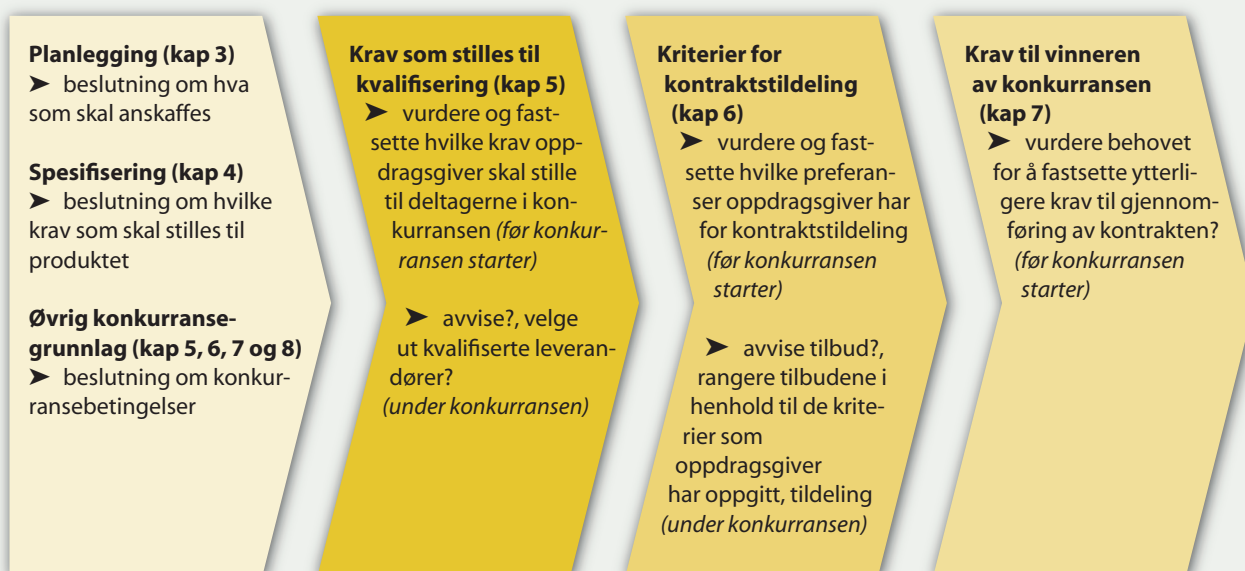 Planlegging (kap 3)
➤ beslutning om hva
som skal anskaffes
Spesifisering (kap 4)
➤ beslutning om hvilke
krav som skal stilles til
produktet
Øvrig konkurranse-
grunnlag (kap 5, 6, 7 og 8)
➤ beslutning om konkur-
ransebetingelser
Krav som stilles til
kvalifisering (kap 5)
➤ vurdere og fast-
sette hvilke krav opp-
dragsgiver skal stille
til deltagerne i kon-
kurransen (før konkur-
ransen starter)
➤ avvise?, velge
ut kvalifiserte leveran-
dører?
(under konkurransen)
Kriterier for
kontraktstildeling
(kap 6)
➤ vurdere og fast-
sette hvilke preferan-
ser oppdragsgiver har
for kontraktstildeling
(før konkurransen
starter)
➤ avvise tilbud?,
rangere tilbudene i
henhold til de krite-
rier som
oppdragsgiver
har oppgitt, tildeling
(under konkurransen)
Krav til vinneren
av konkurransen
(kap 7)
➤ vurdere behovet
for å fastsette ytterli-
gere krav til gjennom-
føring av kontrakten?
(før konkurransen
starter)